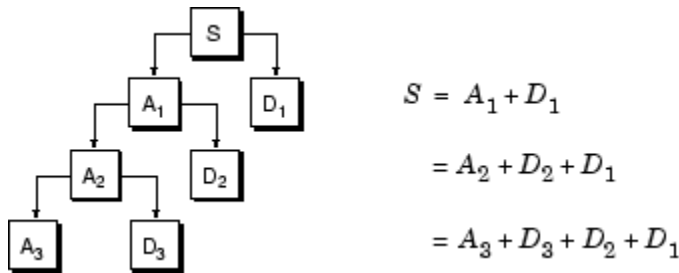 S
A₁ D₁
A₂ D₂
A₃ D₃
S = A₁ + D₁
= A₂ + D₂ + D₁
= A₃ + D₃ + D₂ + D₁